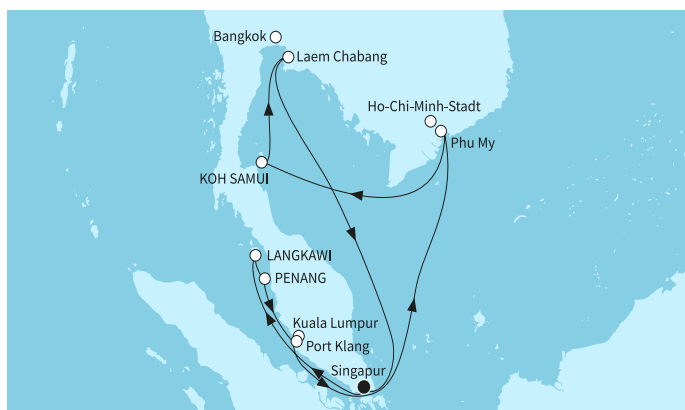 Bangkok
Laem Chabang
Ho-Chi-Minh-Stadt
Phu My
KOH SAMUI
LANGKAWI
PENANG
Kuala Lumpur
Port Klang
Singapur